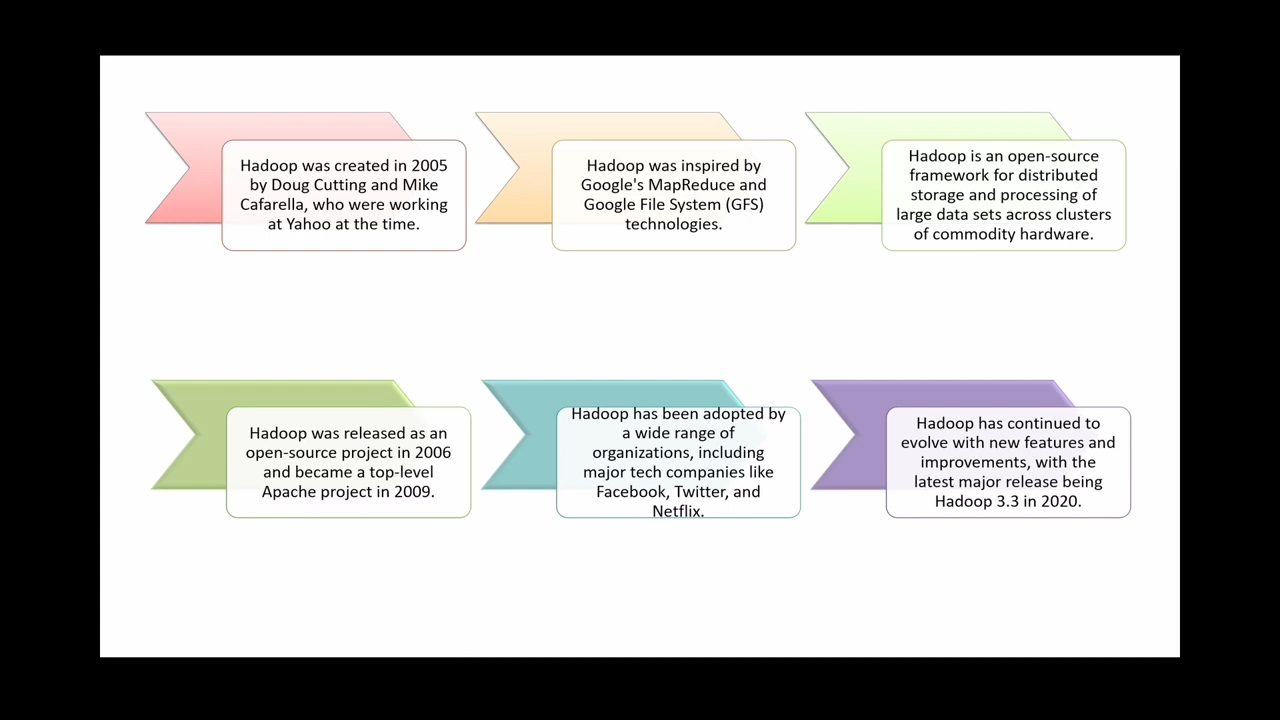 Hadoop was created in 2005
by Doug Cutting and Mike
Cafarella, who were working
at Yahoo at the time.
Hadoop was inspired by
Google's MapReduce and
Google File System (GFS)
technologies.
Hadoop is an open-source
framework for distributed
storage and processing of
large data sets across clusters
of commodity hardware.
Hadoop was released as an
open-source project in 2006
and became a top-level
Apache project in 2009.
Hadoop has been adopted by
a wide range of
organizations, including
major tech companies like
Facebook, Twitter, and
Netflix.
Hadoop has continued to
evolve with new features and
improvements, with the
latest major release being
Hadoop 3.3 in 2020.